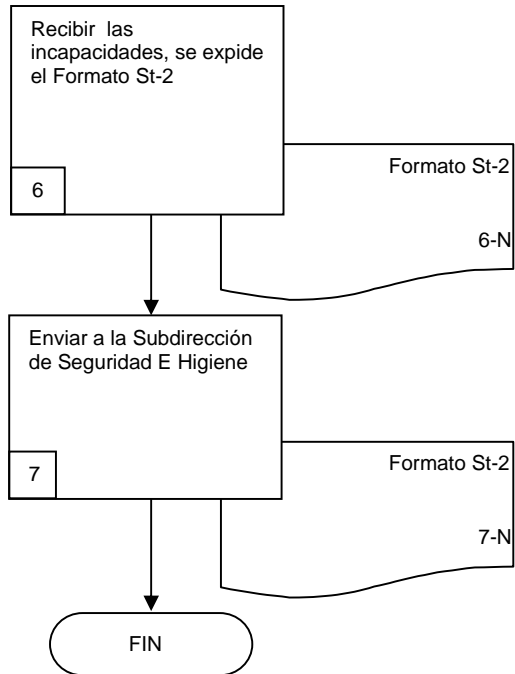 Recibir las
incapacidades, se expide
el Formato St-2
6
Formato St-2
6-N
Enviar a la Subdirección
de Seguridad E Higiene
7
Formato St-2
7-N
FIN